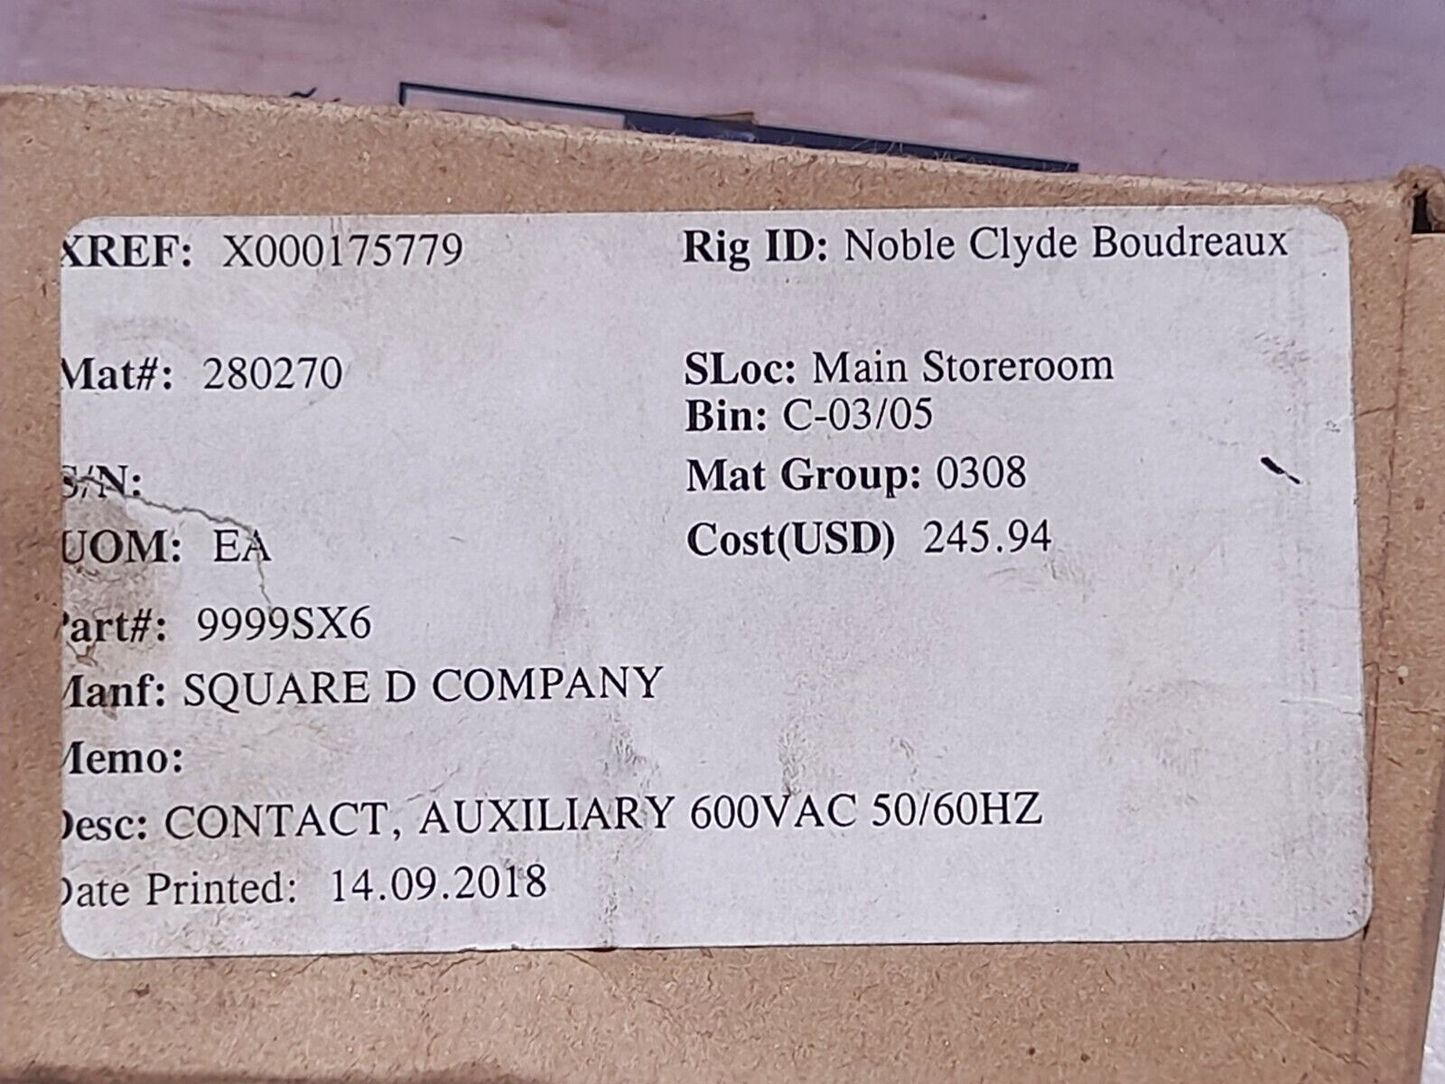 XREF: X000175779
Rig ID: Noble Clyde Boudreaux
Mat#: 280270
SLoc: Main Storeroom
Bin: C-03/05
S/N:
Mat Group: 0308
UOM: EA
Cost(USD) 245.94
Part#: 9999SX6
Manf: SQUARE D COMPANY
Memo:
Desc: CONTACT, AUXILIARY 600VAC 50/60HZ
Date Printed: 14.09.2018